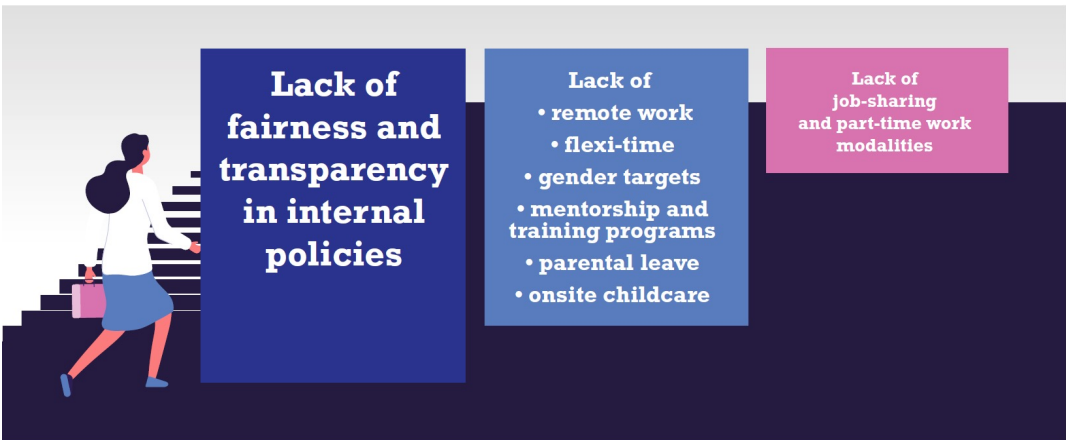 Lack of
fairness and
transparency
in internal
policies
Lack of
• remote work
• flexi-time
• gender targets
• mentorship and
training programs
• parental leave
• onsite childcare
Lack of
job-sharing
and part-time work
modalities